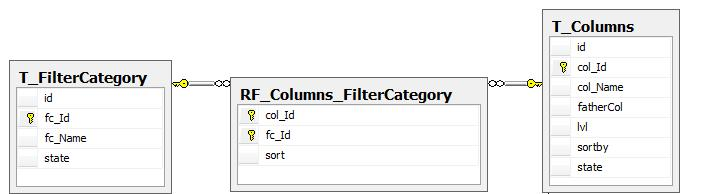 T_FilterCategory
id
fc_Id
fc_Name
state
RF_Columns_FilterCategory
col_Id
fc_Id
sort
T_Columns
id
col_Id
col_Name
fatherCol
lvl
sortby
state